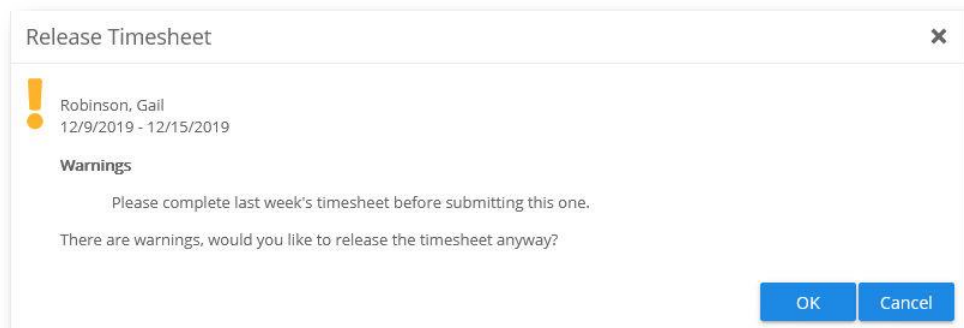 Release Timesheet
Robinson, Gail
12/9/2019 - 12/15/2019
Warnings
Please complete last week's timesheet before submitting this one.
There are warnings, would you like to release the timesheet anyway?
OK Cancel